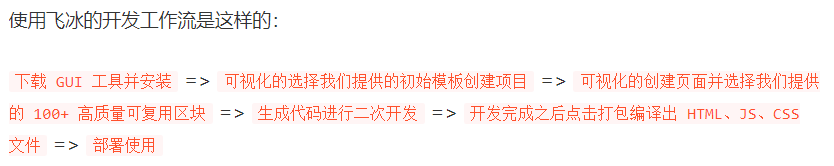 使用飞冰的开发工作流是这样的：
下载 GUI 工具并安装 => 可视化的选择我们提供的初始模板创建项目 => 可视化的创建页面并选择我们提供
的 100+ 高质量可复用区块 => 生成代码进行二次开发 => 开发完成之后点击打包编译出 HTML、JS、CSS
文件 => 部署使用